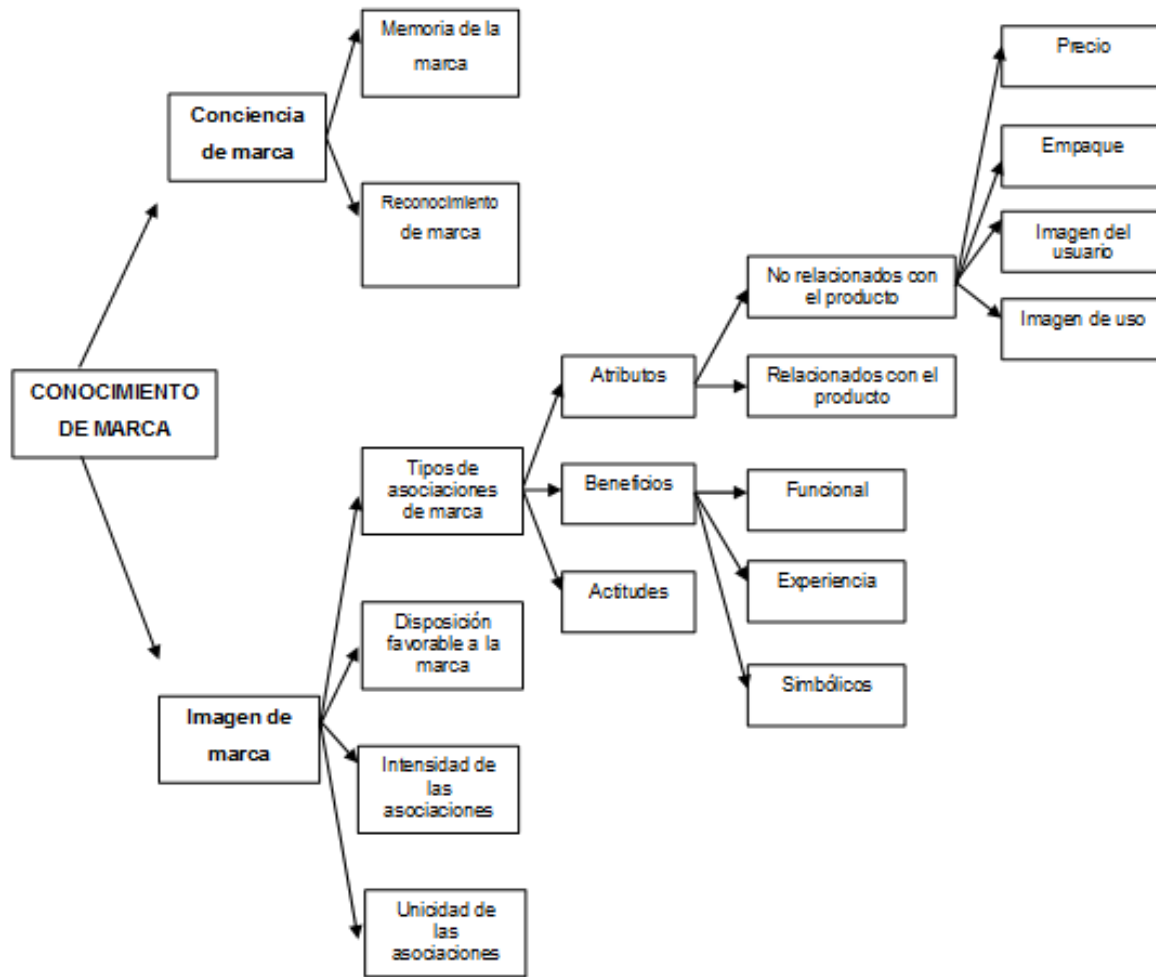 Memoria de la
marca
Conciencia
de marca
Reconocimiento
de marca
CONOCIMIENTO
DE MARCA
Imagen de
marca
Tipos de
asociaciones
de marca
Disposición
favorable a la
marca
Intensidad de
las
asociaciones
Unicidad de
las
asociaciones
Atributos
Beneficios
Actitudes
No relacionados con
el producto
Relacionados con el
producto
Funcional
Experiencia
Simbólicos
Precio
Empaque
Imagen del
usuario
Imagen de uso